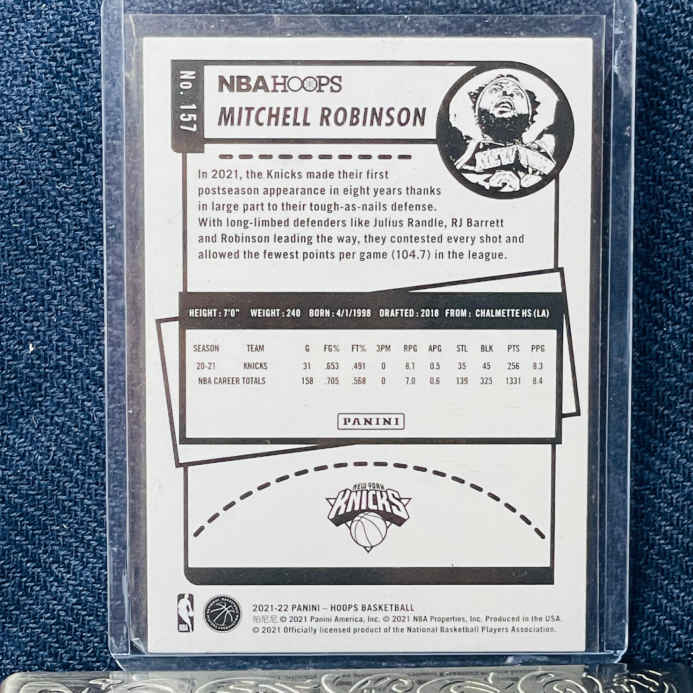 No. 157
NBA HOOPS
MITCHELL ROBINSON
NEW YORK
In 2021, the Knicks made their first
postseason appearance in eight years thanks
in large part to their tough-as-nails defense.
With long-limbed defenders like Julius Randle, RJ Barrett
and Robinson leading the way, they contested every shot and
allowed the fewest points per game (104.7) in the league.
HEIGHT: 7'0" WEIGHT: 240 BORN: 4/1/1998 DRAFTED: 2018 FROM: CHALMETTE HS (LA)
SEASON TEAM G FG% FT% 3PM RPG APG STL BLK PTS PPG
20-21 KNICKS 31 .653 .491 0 8.1 0.5 35 45 256 8.3
NBA CAREER TOTALS 158 .705 .568 0 7.0 0.6 139 325 1331 8.4
PANINI
NEW YORK
KNICKS
2021-22 PANINI – HOOPS BASKETBALL
帕尼尼 © 2021 Panini America, Inc. © 2021 NBA Properties, Inc. Produced in the USA.
© 2021 Officially licensed product of the National Basketball Players Association.